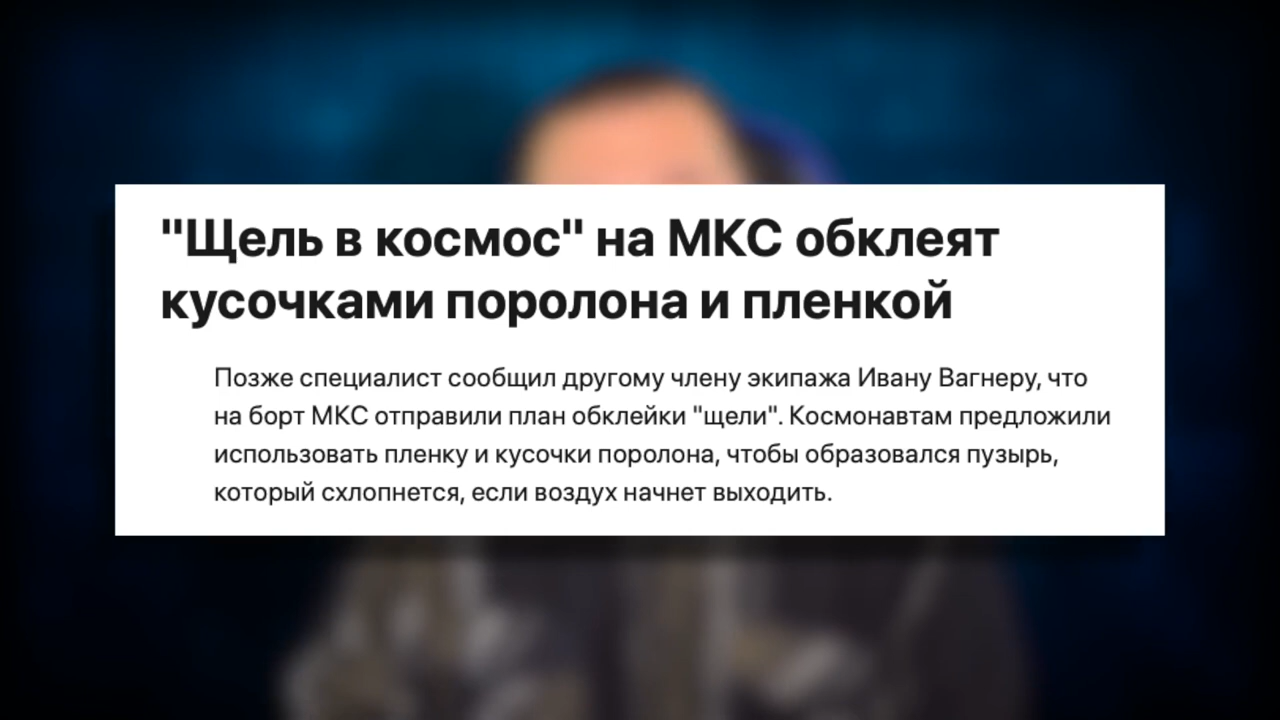 "Щель в космос" на МКС обклеят
кусочками поролона и пленкой
Позже специалист сообщил другому члену экипажа Ивану Вагнеру, что
на борт МКС отправили план обклейки "щели". Космонавтам предложили
использовать пленку и кусочки поролона, чтобы образовался пузырь,
который схлопнется, если воздух начнет выходить.